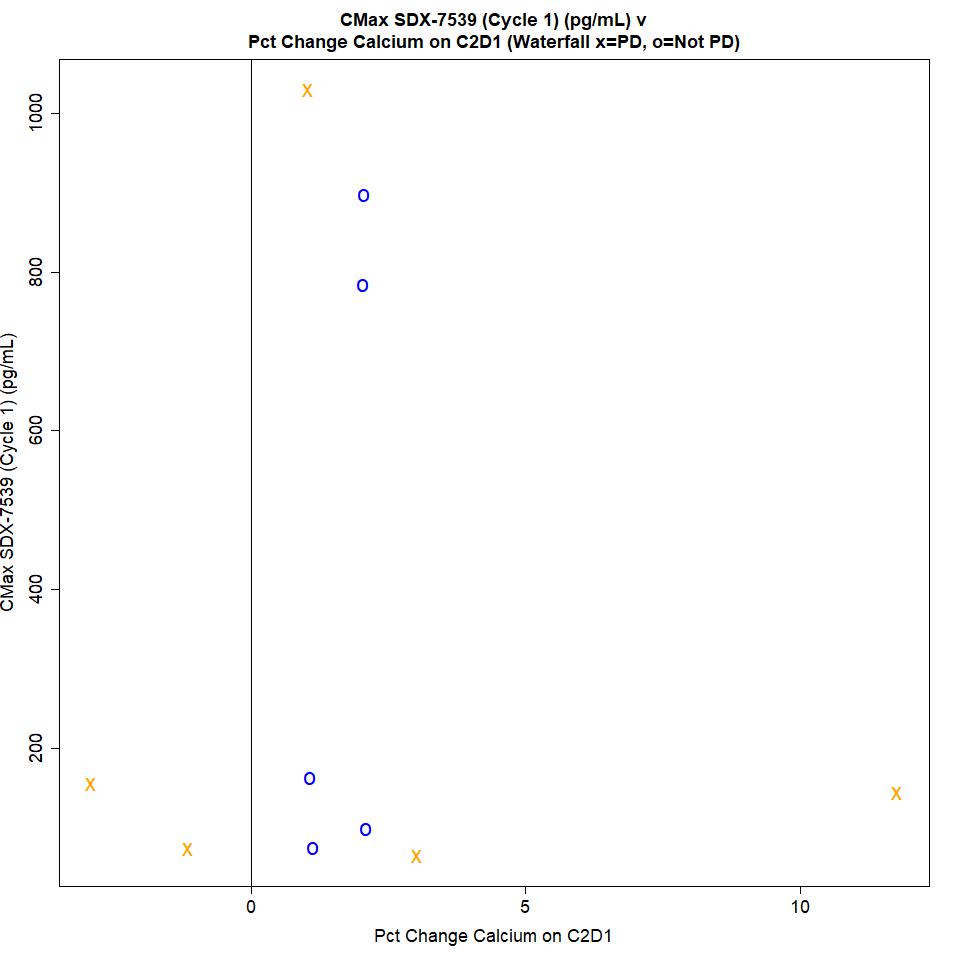 CMax SDX-7539 (Cycle 1) (pg/mL) v
Pct Change Calcium on C2D1 (Waterfall x=PD, o=Not PD)
CMax SDX-7539 (Cycle 1) (pg/mL)
1000
800
600
400
200
x
o
o
x
o
x
x
o
o
x
0
5
10
Pct Change Calcium on C2D1